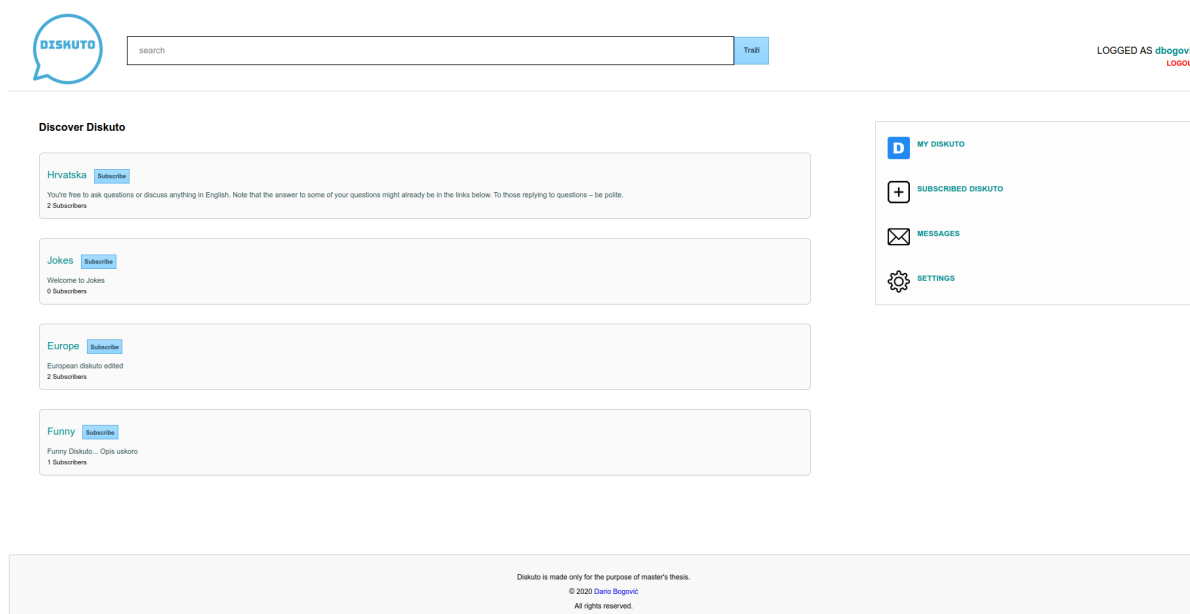 DISKUTO
search
Traži
LOGGED AS
Discover Diskuto
Hrvatska Subscribe
You're free to ask questions or discuss anything in English. Note that the answer to some of your questions might already be in the links below. To those replying to questions – be polite.
2 Subscribers
Jokes Subscribe
Welcome to Jokes
0 Subscribers
Europe Subscribe
European diskuto edited
2 Subscribers
Funny Subscribe
Funny Diskuto... Opis uskoro
1 Subscribers
D MY DISKUTO
SUBSCRIBED DISKUTO
MESSAGES
SETTINGS
Diskuto is made only for the purpose of master's thesis.
© 2020 Dario Bogović
All rights reserved.